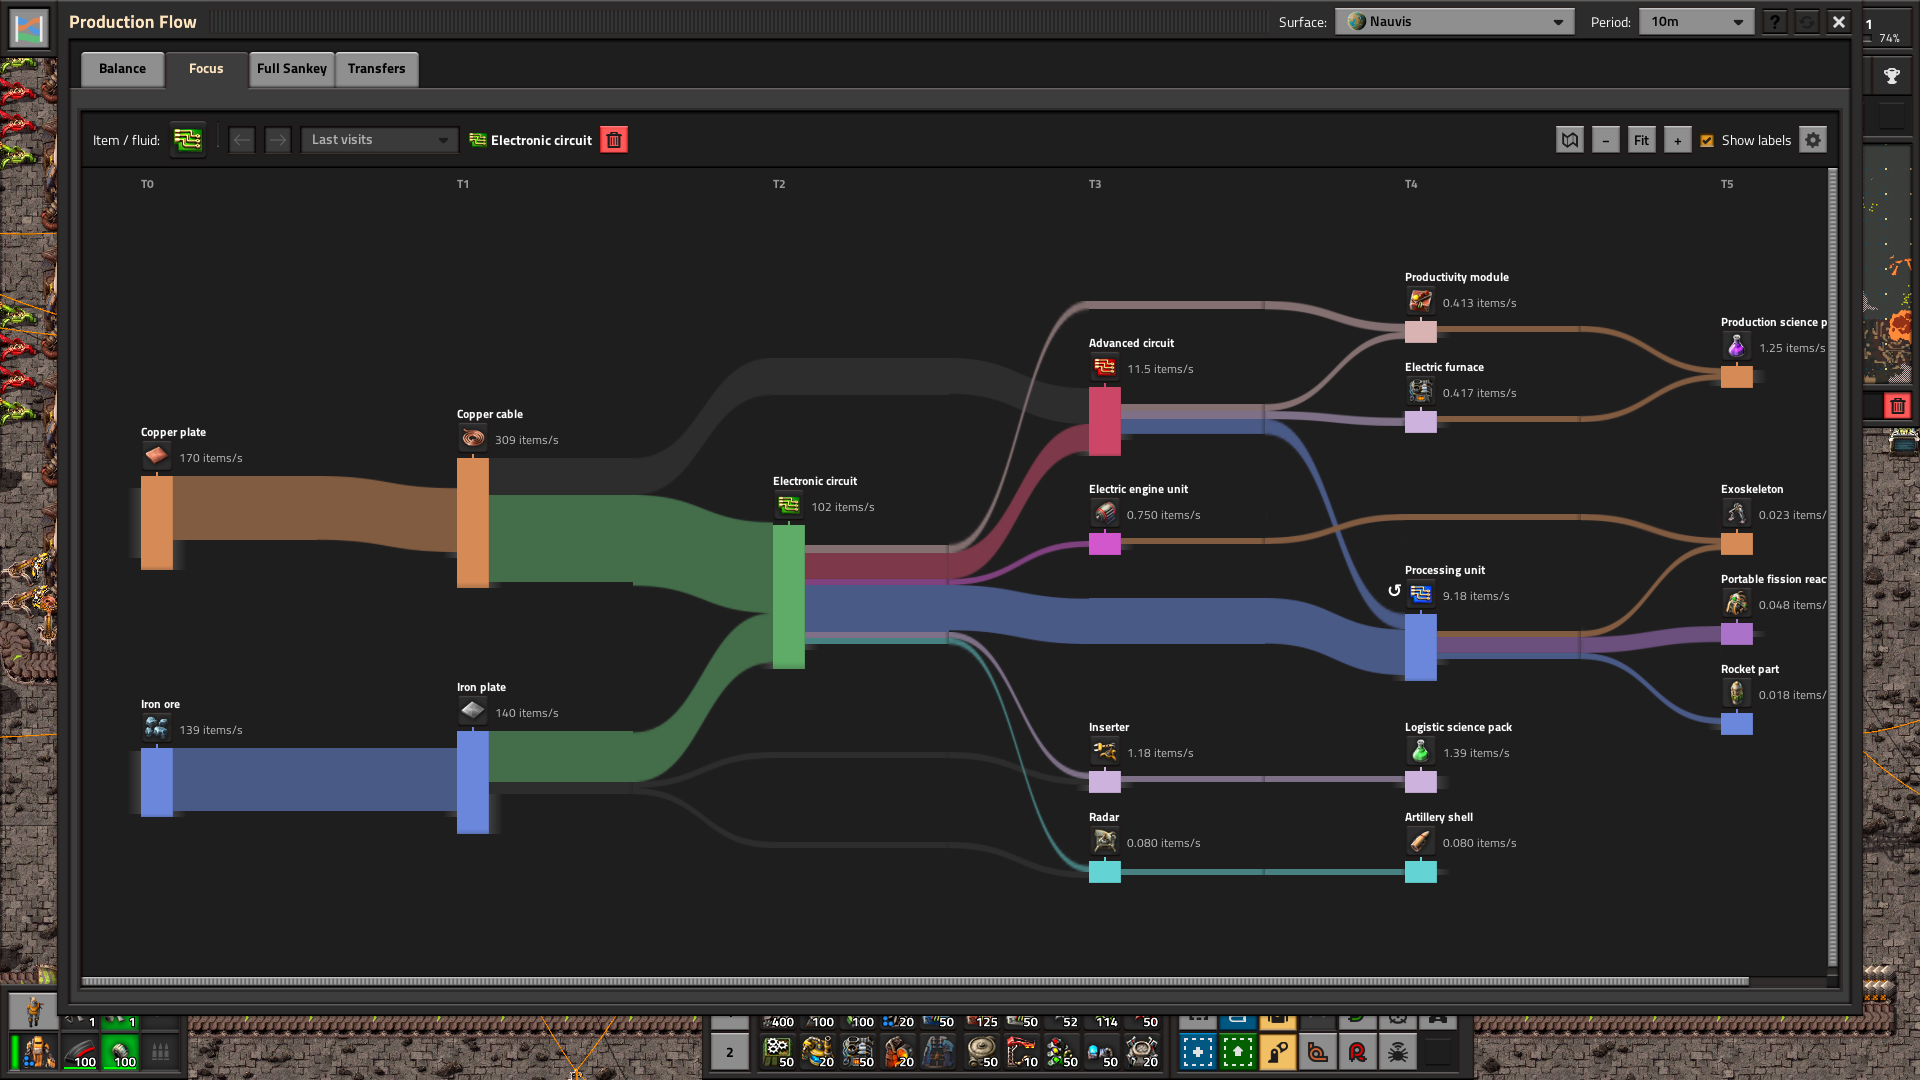 Production Flow
Surface: Nauvis Period: 10m ?
1
74%
Balance Focus Full Sankey Transfers
Item / fluid: Last visits Electronic circuit - Fit + Show labels
T0 T1 T2 T3 T4 T5
Productivity module
0.413 items/s
Production science p
1.25 items/s
Advanced circuit
11.5 items/s
Electric furnace
0.417 items/s
Copper cable
309 items/s
Copper plate
170 items/s
Electronic circuit
102 items/s
Electric engine unit
0.750 items/s
Exoskeleton
0.023 items/
Processing unit
9.18 items/s
Portable fission reac
0.048 items/
Rocket part
0.018 items/
Iron plate
140 items/s
Iron ore
139 items/s
Inserter
1.18 items/s
Logistic science pack
1.39 items/s
Radar
0.080 items/s
Artillery shell
0.080 items/s
1 1 400 100 100 20 50 125 50 52 114 50
100 100 2 50 20 50 20 50 10 50 50 20